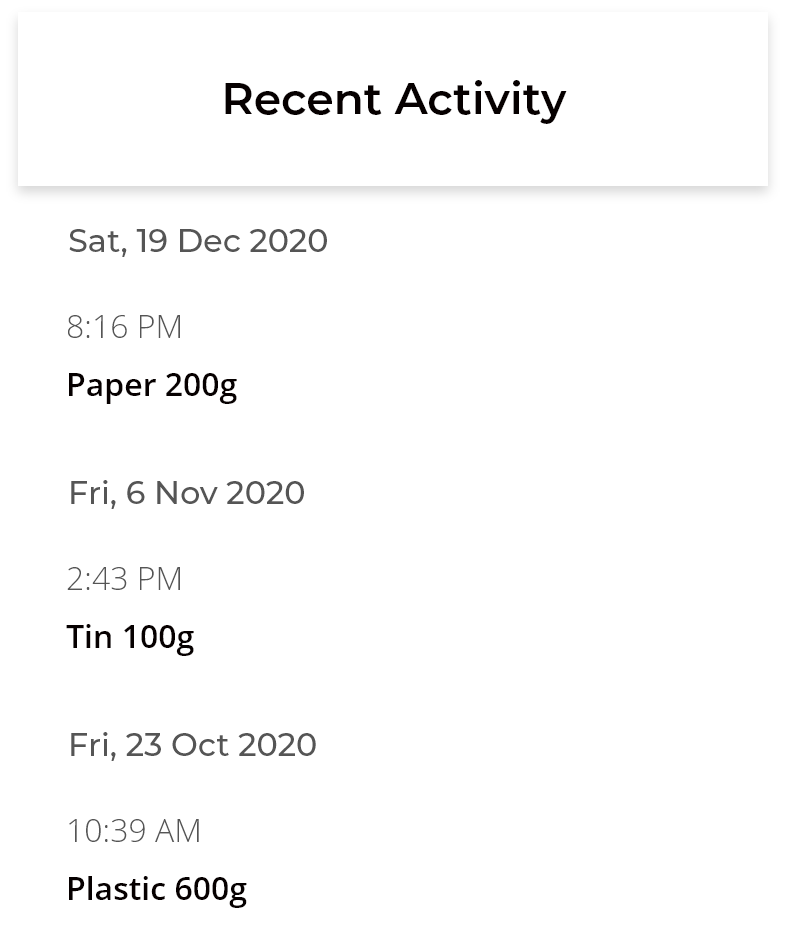 Recent Activity
Sat, 19 Dec 2020
8:16 PM
Paper 200g
Fri, 6 Nov 2020
2:43 PM
Tin 100g
Fri, 23 Oct 2020
10:39 AM
Plastic 600g